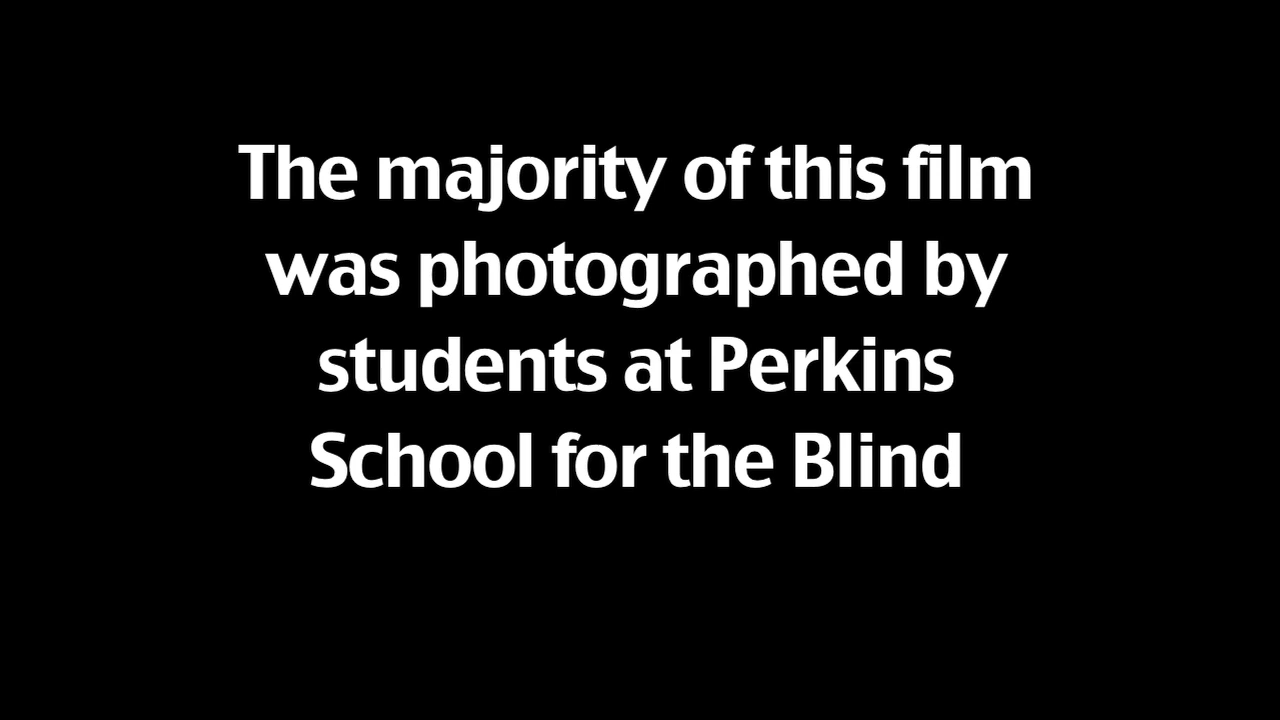 The majority of this film
was photographed by
students at Perkins
School for the Blind